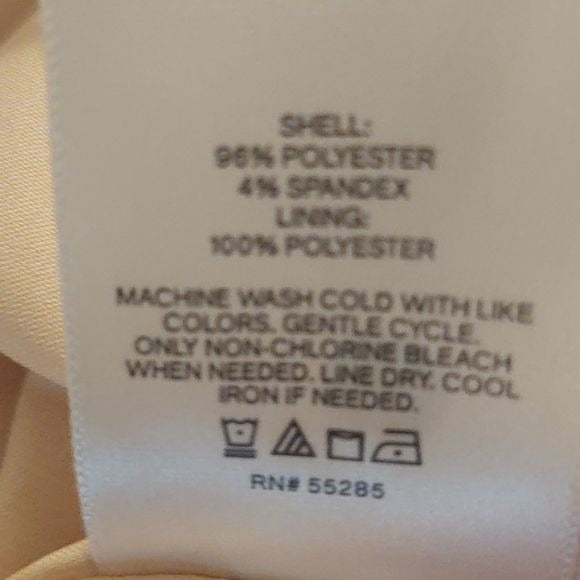 SHELL:
96% POLYESTER
4% SPANDEX
LINING:
100% POLYESTER
MACHINE WASH COLD WITH LIKE
COLORS. GENTLE CYCLE.
ONLY NON-CHLORINE BLEACH
WHEN NEEDED. LINE DRY. COOL
IRON IF NEEDED.
RN# 55285